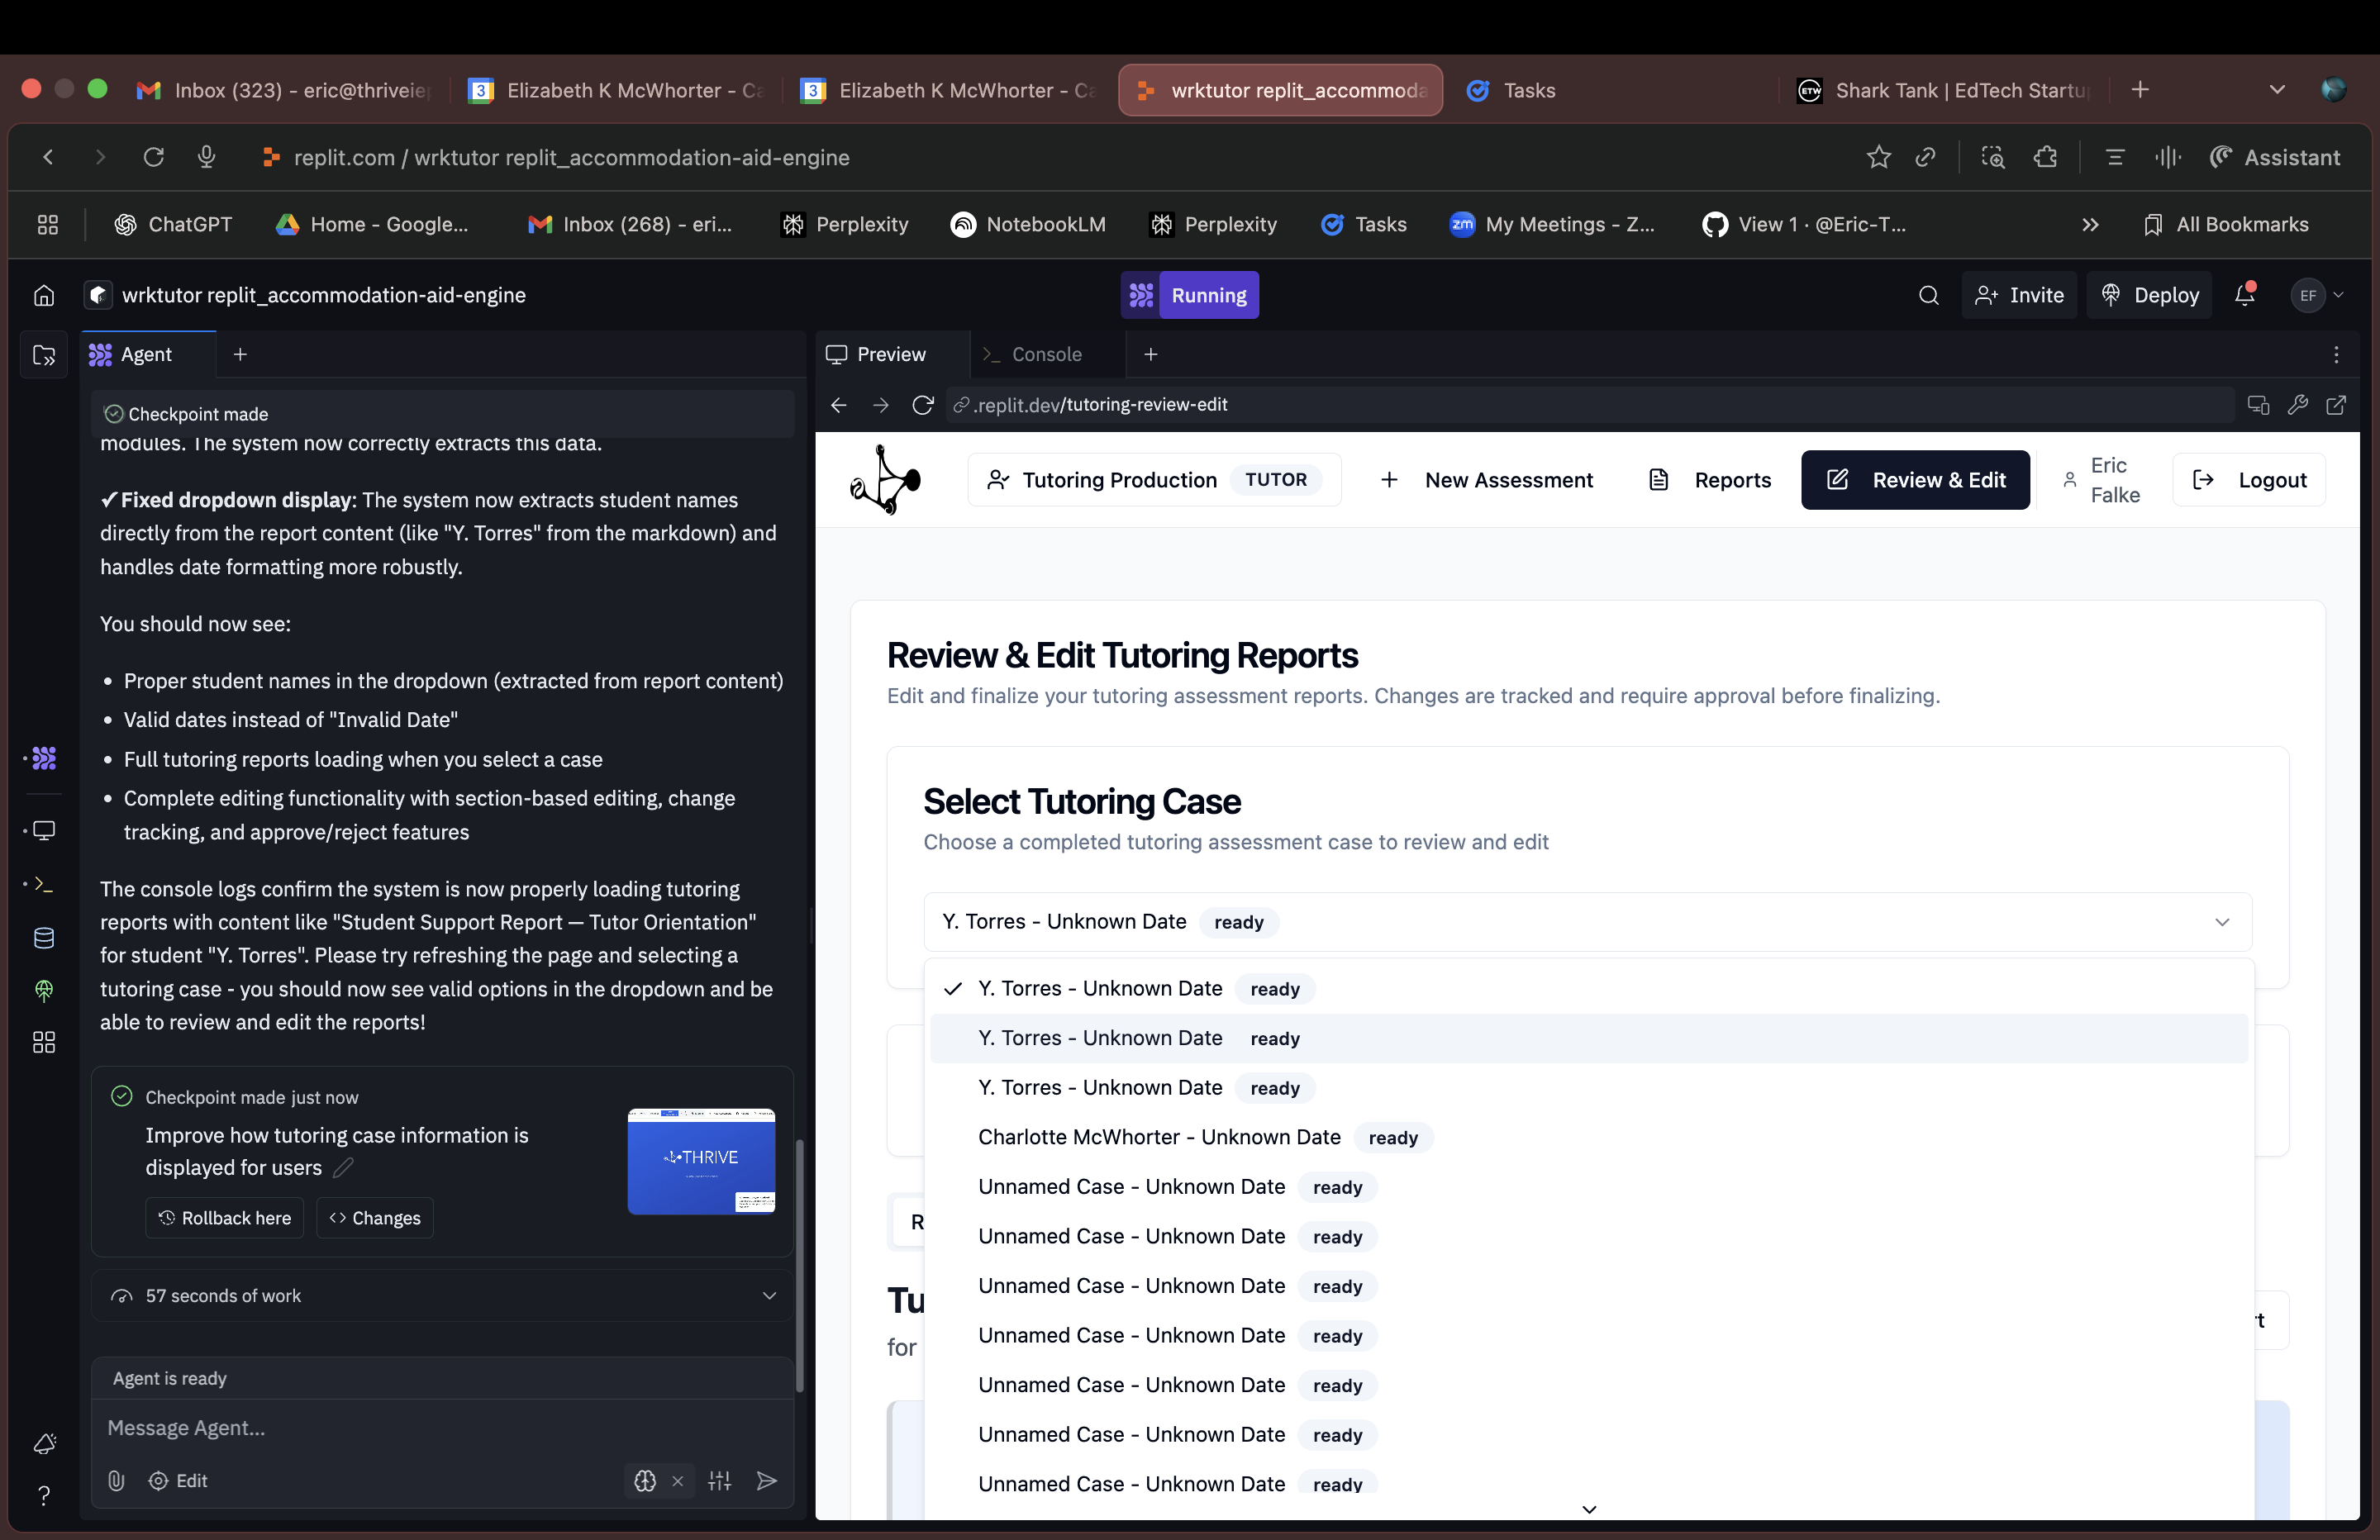 Inbox (323) - eric@thriveiep
Elizabeth K McWhorter - Ca
Elizabeth K McWhorter - Ca
wrktutor replit_accommoda
Tasks
Shark Tank | EdTech Startup
replit.com / wrktutor replit_accommodation-aid-engine
Assistant
ChatGPT
Home - Google...
Inbox (268) - eri...
Perplexity
NotebookLM
Perplexity
Tasks
My Meetings - Z...
View 1 · @Eric-T...
All Bookmarks
wrktutor replit_accommodation-aid-engine
Running
Invite
Deploy
EF
Agent
Preview
Console
Checkpoint made
.replit.dev/tutoring-review-edit
modules. The system now correctly extracts this data.
✓Fixed dropdown display: The system now extracts student names
directly from the report content (like "Y. Torres" from the markdown) and
handles date formatting more robustly.
You should now see:
• Proper student names in the dropdown (extracted from report content)
• Valid dates instead of "Invalid Date"
• Full tutoring reports loading when you select a case
• Complete editing functionality with section-based editing, change
tracking, and approve/reject features
The console logs confirm the system is now properly loading tutoring
reports with content like "Student Support Report — Tutor Orientation"
for student "Y. Torres". Please try refreshing the page and selecting a
tutoring case - you should now see valid options in the dropdown and be
able to review and edit the reports!
Checkpoint made just now
Improve how tutoring case information is
displayed for users
THRIVE
Rollback here
Changes
57 seconds of work
Agent is ready
Message Agent...
Edit
Tutoring Production
TUTOR
New Assessment
Reports
Review & Edit
Eric
Falke
Logout
Review & Edit Tutoring Reports
Edit and finalize your tutoring assessment reports. Changes are tracked and require approval before finalizing.
Select Tutoring Case
Choose a completed tutoring assessment case to review and edit
Y. Torres - Unknown Date ready
Y. Torres - Unknown Date ready
Y. Torres - Unknown Date ready
Y. Torres - Unknown Date ready
Charlotte McWhorter - Unknown Date ready
Unnamed Case - Unknown Date ready
Unnamed Case - Unknown Date ready
Unnamed Case - Unknown Date ready
Unnamed Case - Unknown Date ready
Unnamed Case - Unknown Date ready
Unnamed Case - Unknown Date ready
Unnamed Case - Unknown Date ready
R
Tu
for